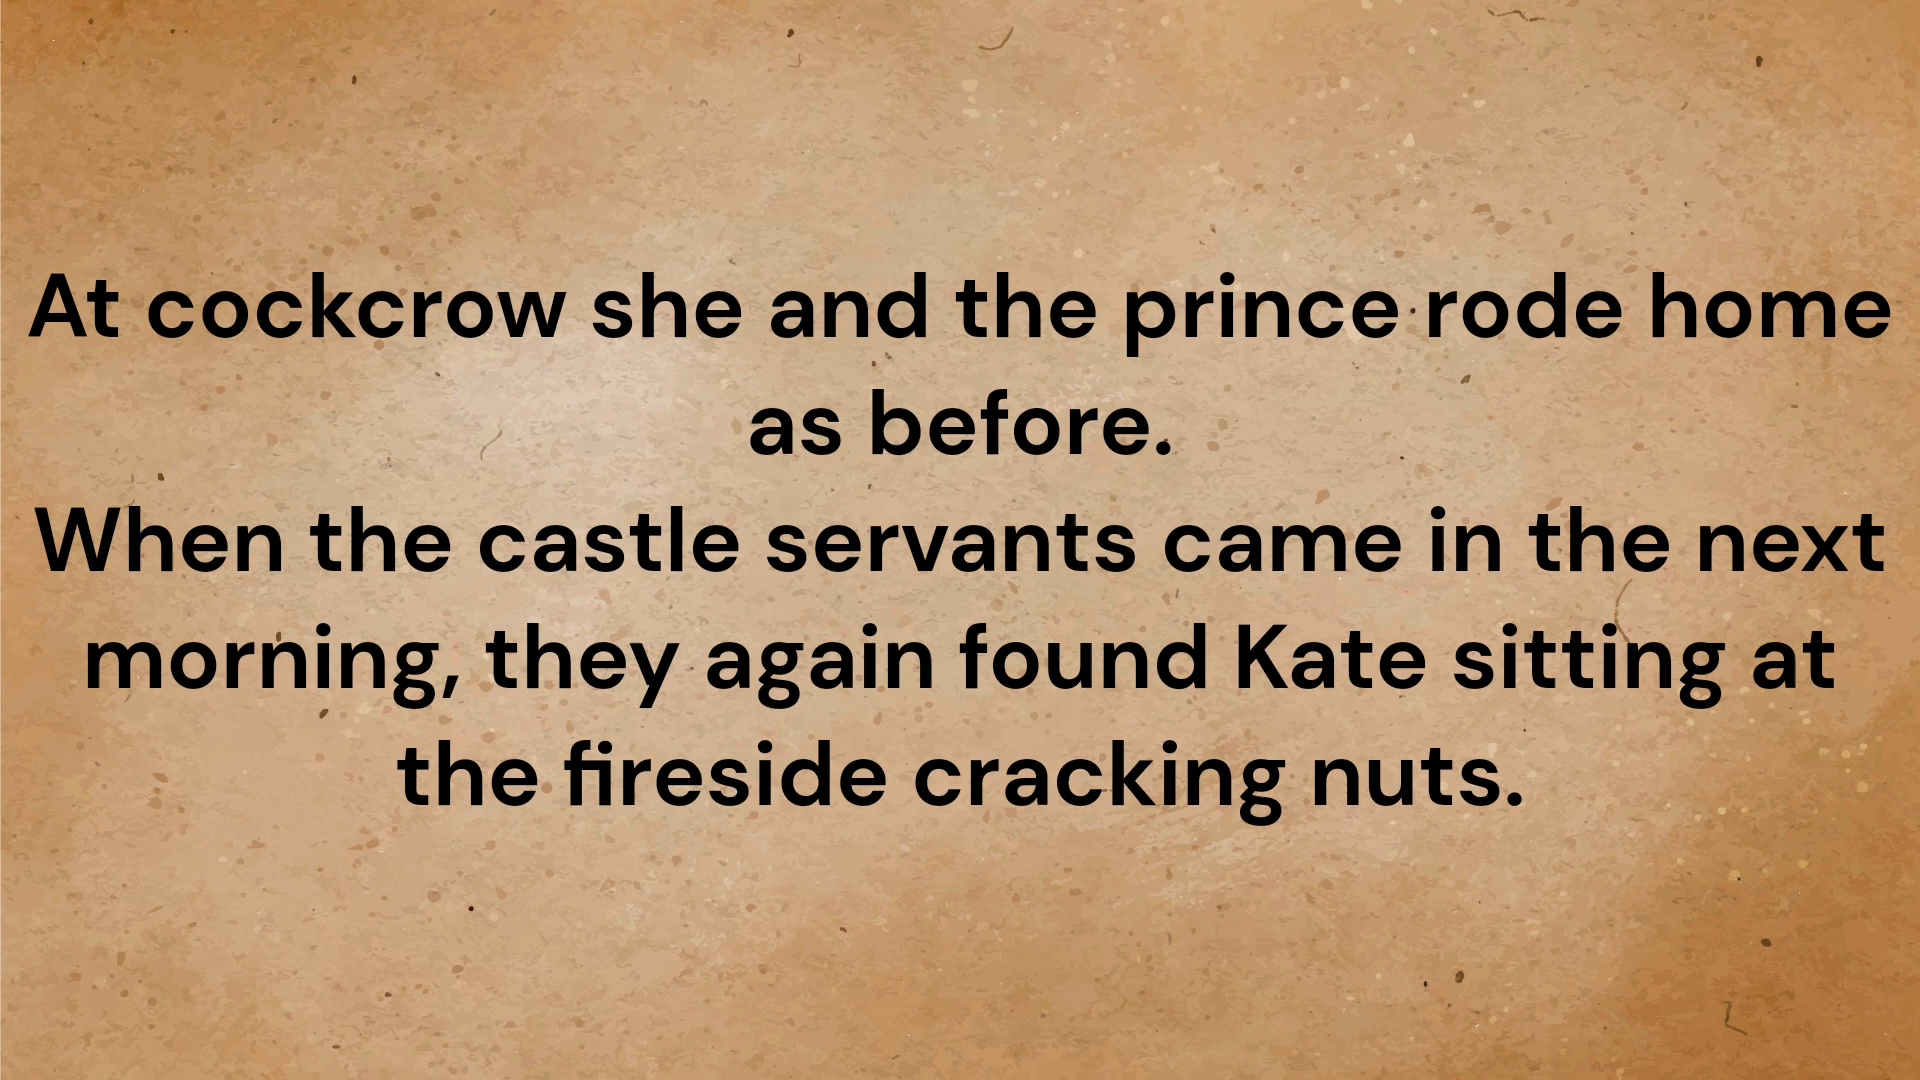 At cockcrow she and the prince rode home
as before.
When the castle servants came in the next
morning, they again found Kate sitting at
the fireside cracking nuts.